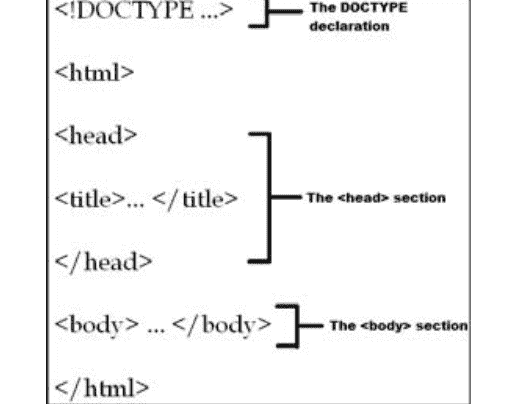 <!DOCTYPE ...>
The DOCTYPE
declaration
<html>
<head>
<title>... </title>
The <head> section
</head>
<body> ... </body>
The <body> section
</html>